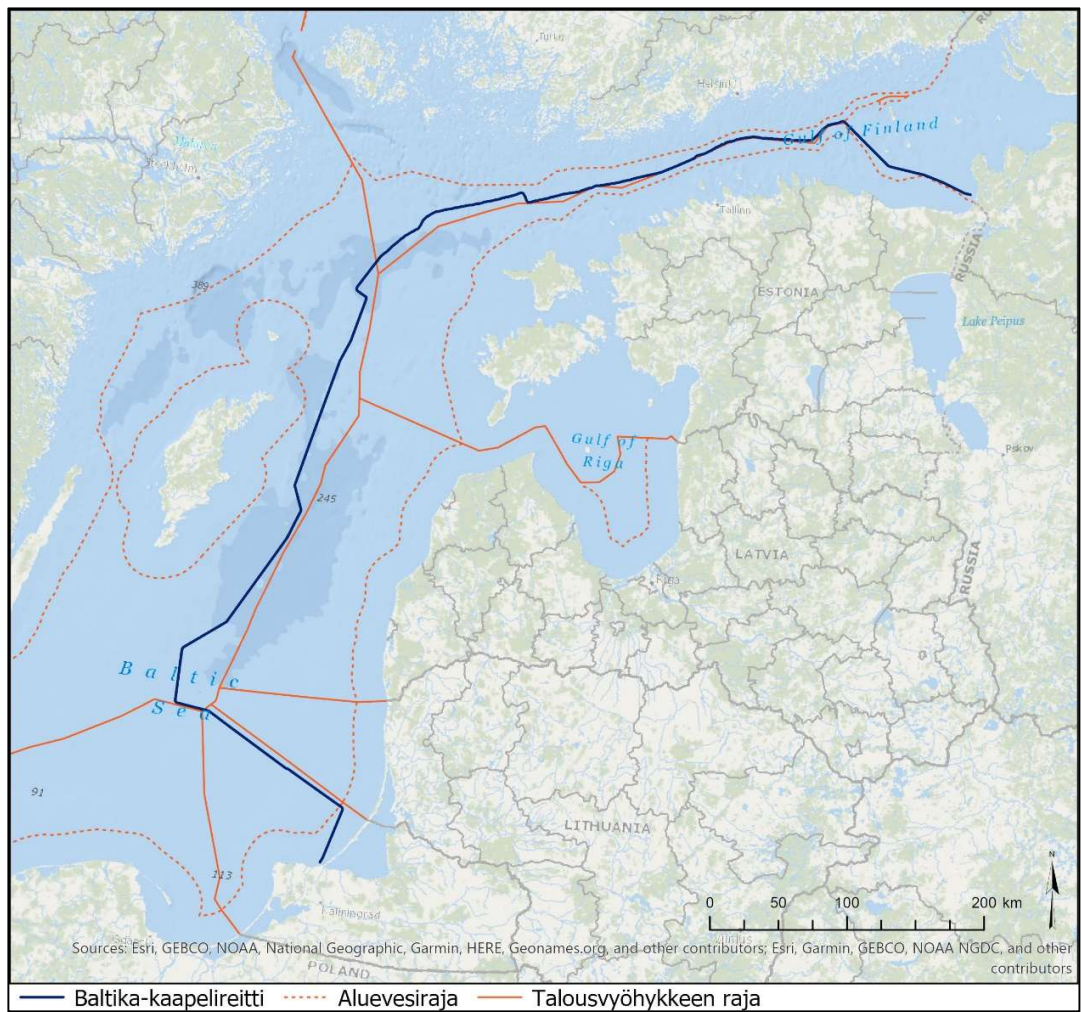 RU
Turku
Helsinki
Gulf of Finland
Tallinn
RUSSIA
389
ESTONIA
Lake Peipus
Gulf of
Riga
Pskov
245
LATVIA
Riga
RUSSIA
Baltic
Sea
91
LITHUANIA
113
N
0 50 100 200 km
Kaliningrad
Vilnius
Sources: Esri, GEBCO, NOAA, National Geographic, Garmin, HERE, Geonames.org, and other contributors; Esri, Garmin, GEBCO, NOAA NGDC, and other
contributors
POLAND
Baltika-kaapelireitti Aluevesiraja Talousvyöhykkeen raja